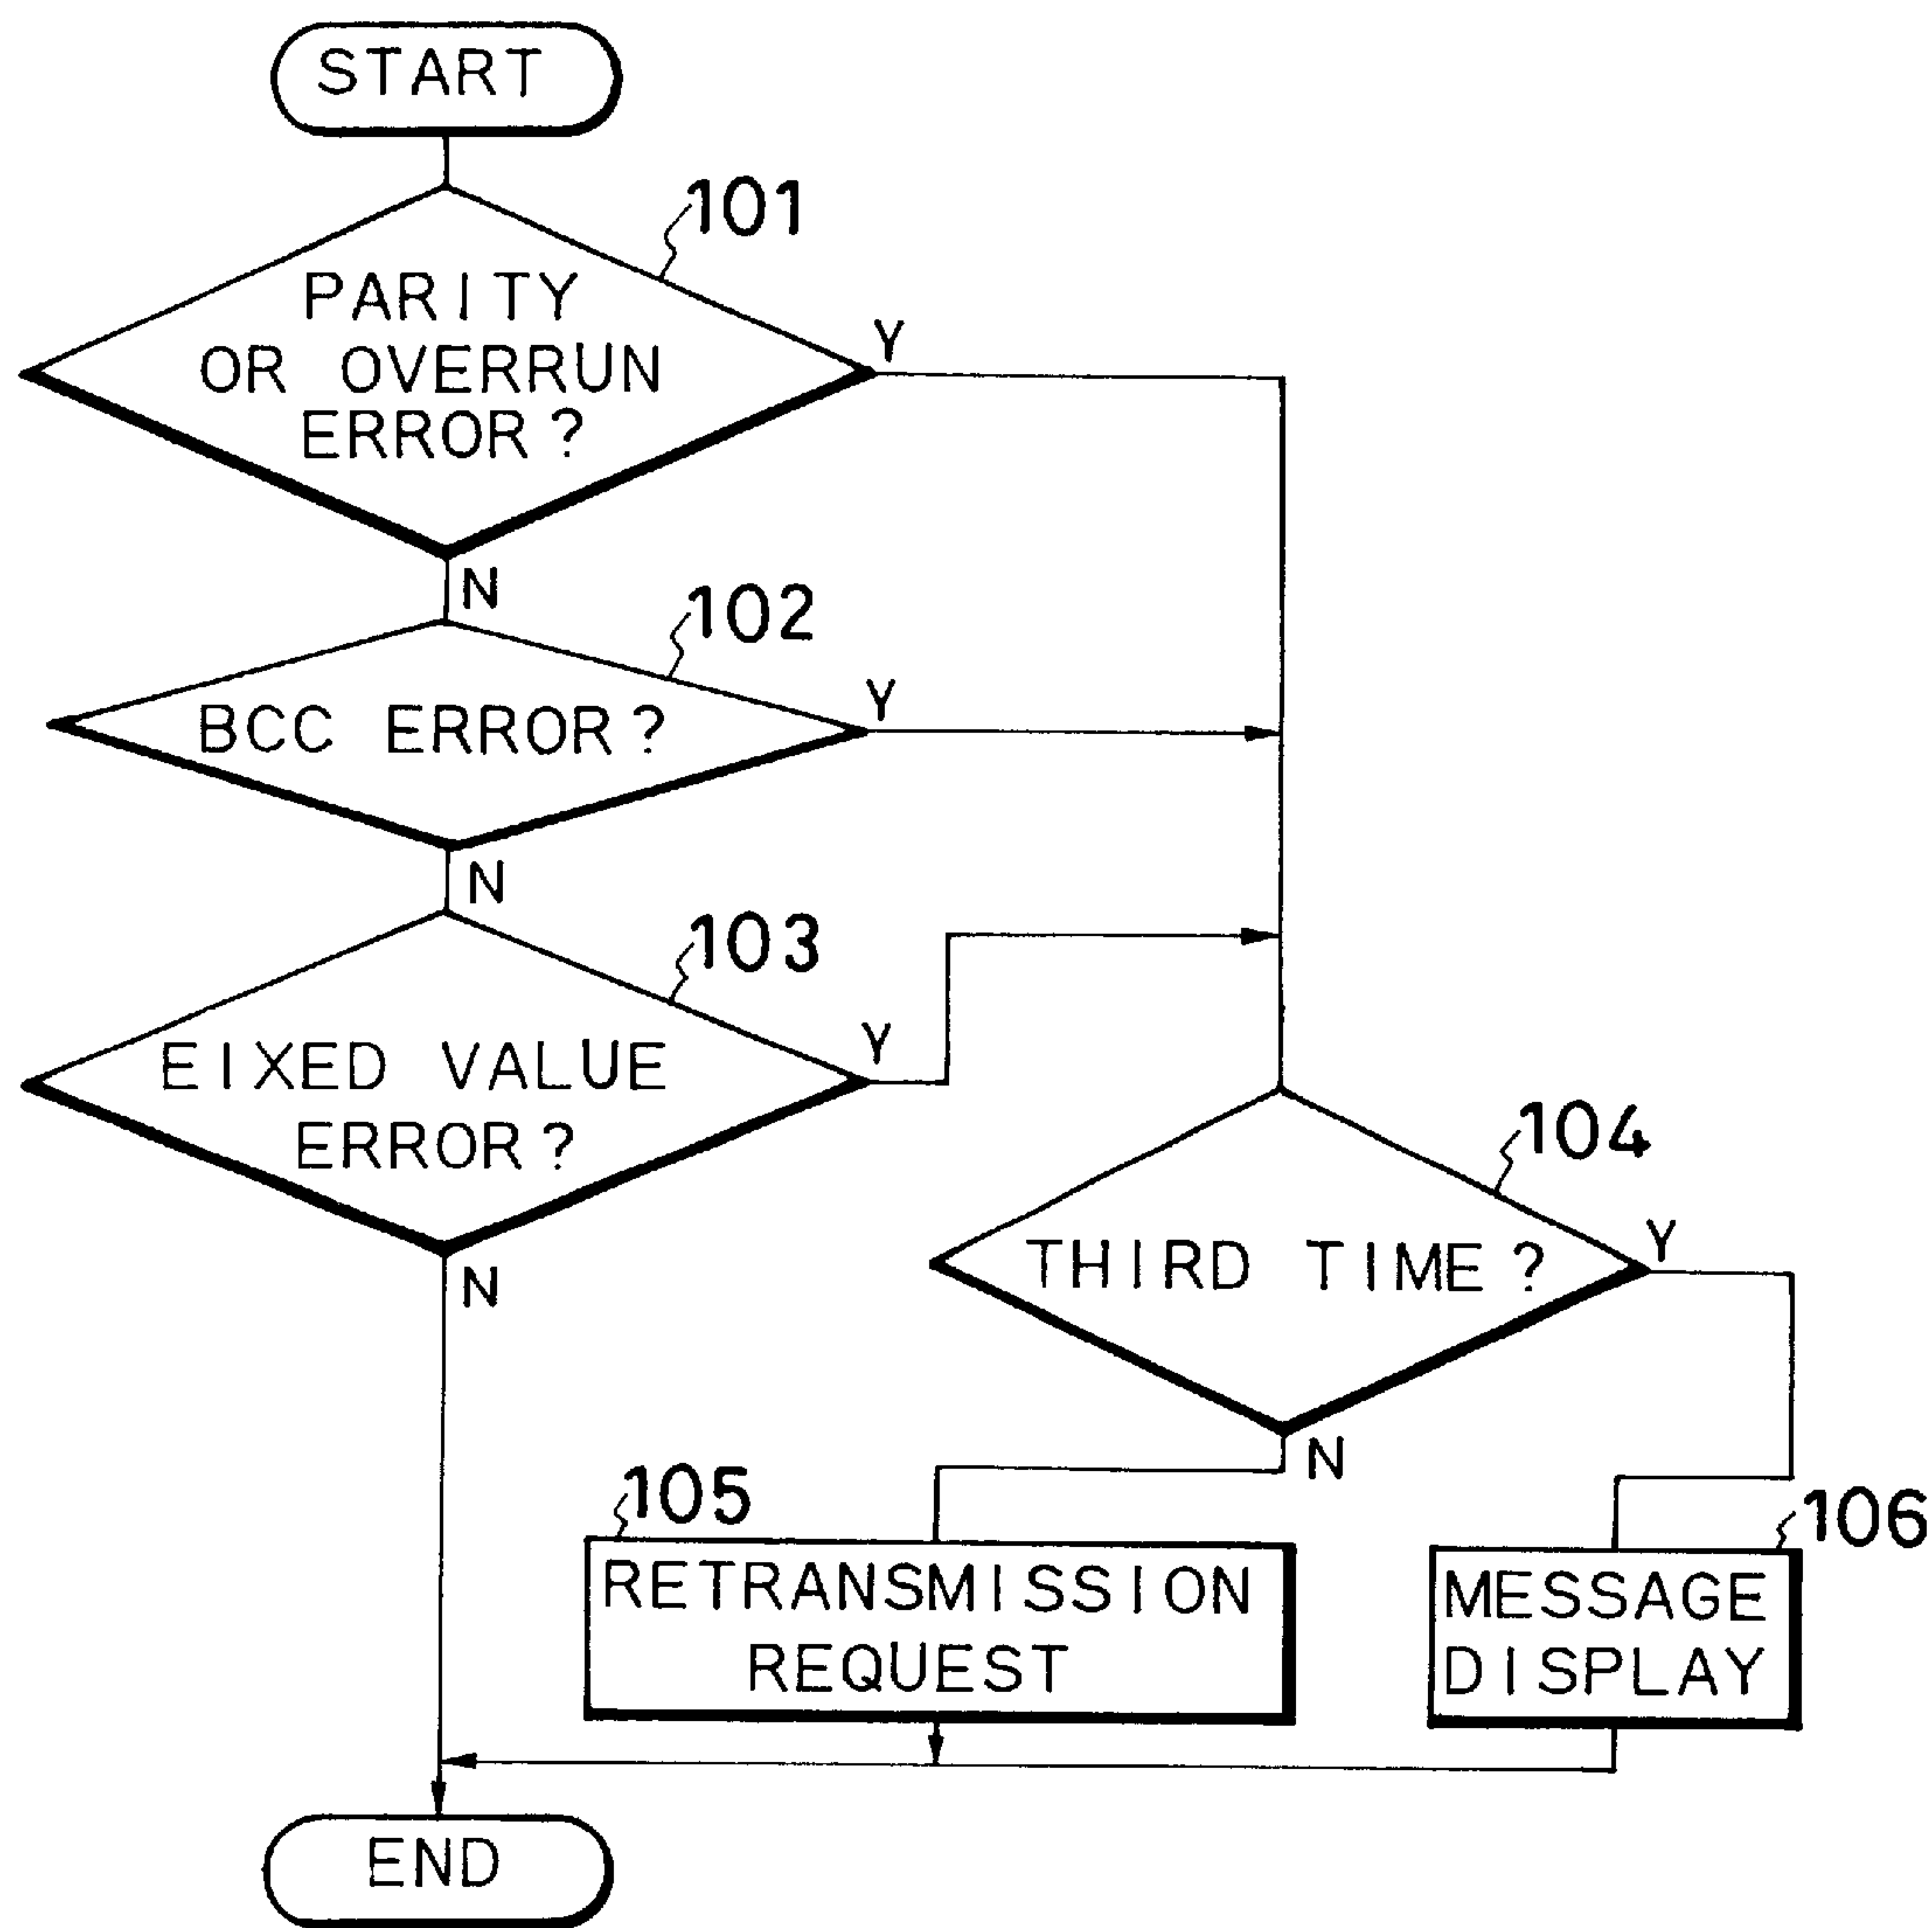 START
101
PARITY
OR OVERRUN
ERROR?
Y
N
102
BCC ERROR?
Y
N
103
EIXED VALUE
ERROR?
Y
N
104
THIRD TIME?
Y
N
105
RETRANSMISSION
REQUEST
106
MESSAGE
DISPLAY
END